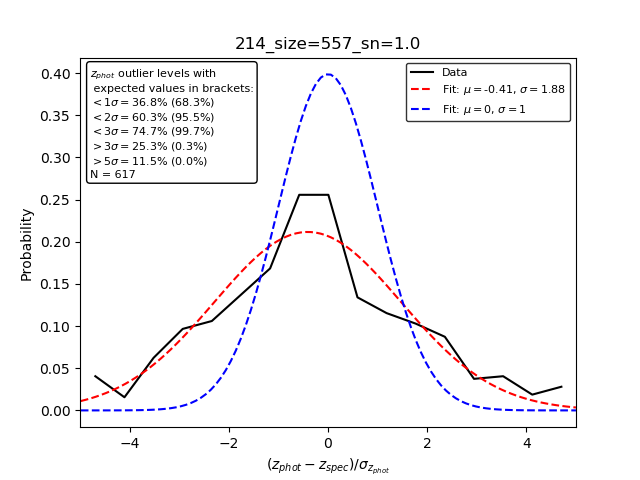 214_size=557_sn=1.0
z_phot outlier levels with
expected values in brackets:
<1σ = 36.8% (68.3%)
<2σ = 60.3% (95.5%)
<3σ = 74.7% (99.7%)
>3σ = 25.3% (0.3%)
>5σ = 11.5% (0.0%)
N = 617
Data
Fit: μ = -0.41, σ = 1.88
Fit: μ = 0, σ = 1
Probability
0.40
0.35
0.30
0.25
0.20
0.15
0.10
0.05
0.00
−4 −2 0 2 4
(z_phot − z_spec)/σ_z_phot